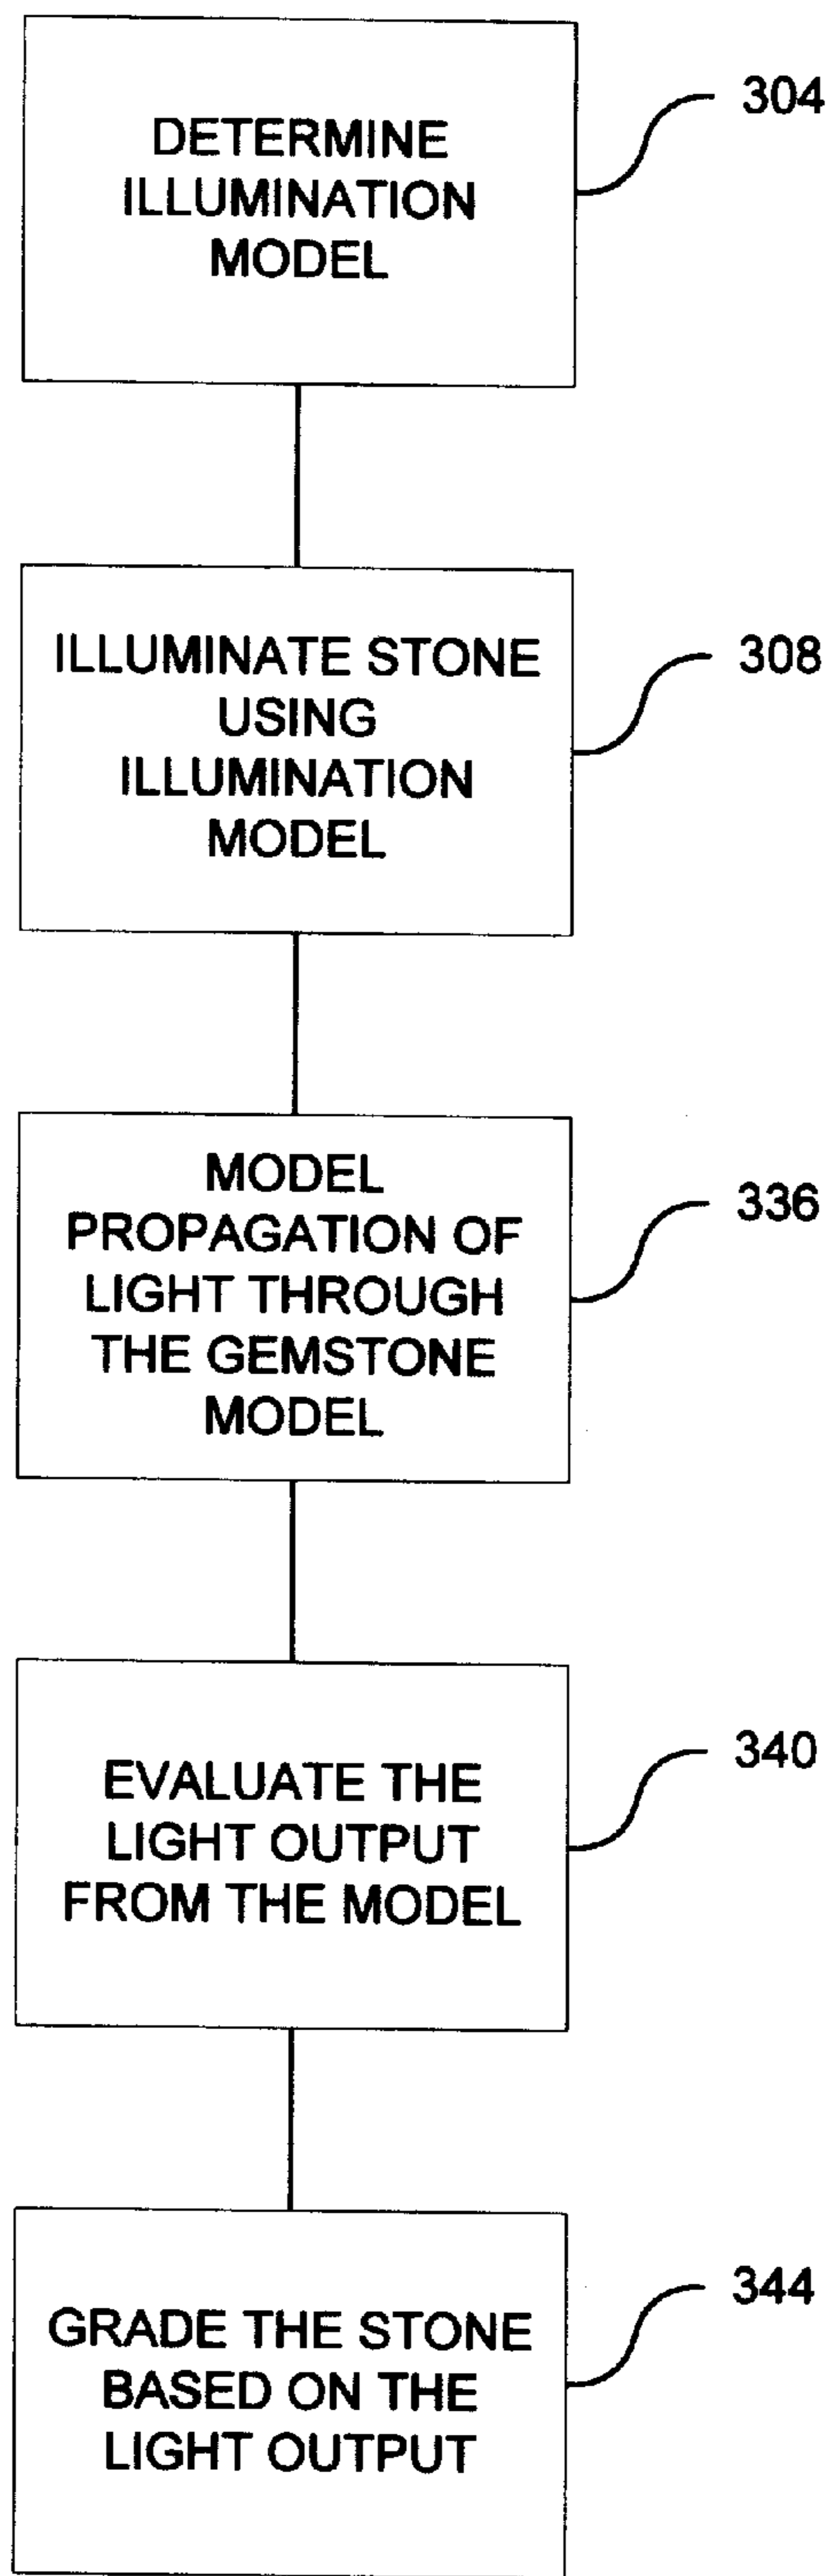 DETERMINE
ILLUMINATION
MODEL
304
ILLUMINATE STONE
USING
ILLUMINATION
MODEL
308
MODEL
PROPAGATION OF
LIGHT THROUGH
THE GEMSTONE
MODEL
336
EVALUATE THE
LIGHT OUTPUT
FROM THE MODEL
340
GRADE THE STONE
BASED ON THE
LIGHT OUTPUT
344